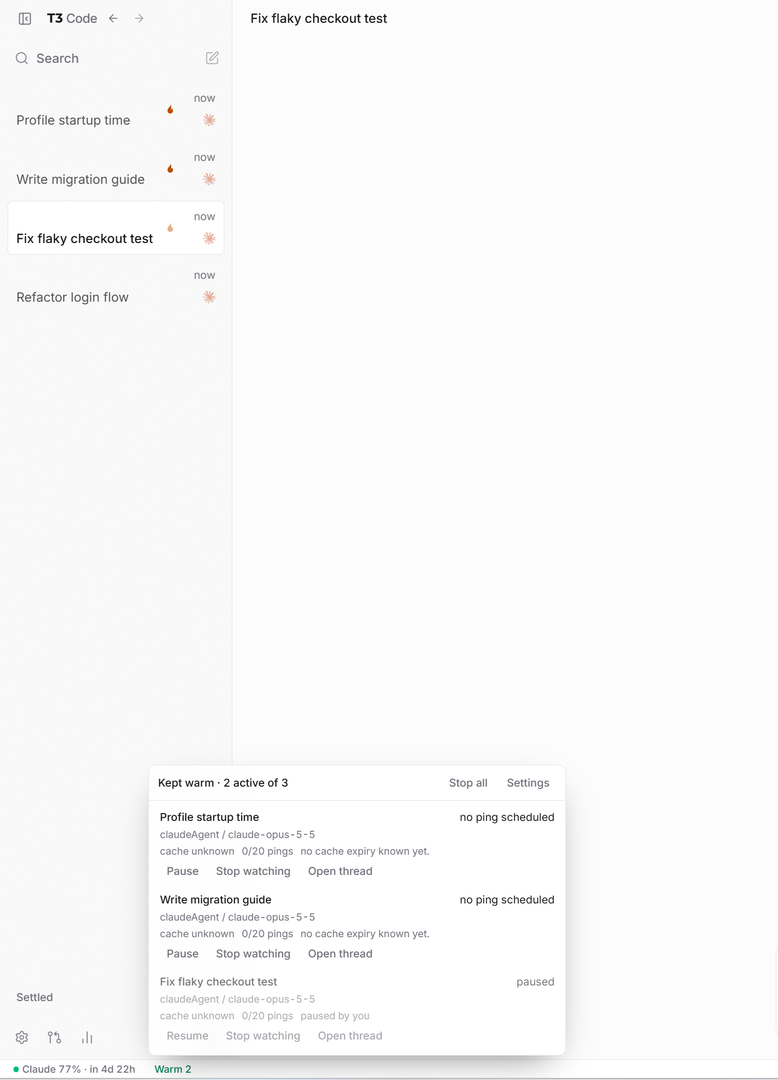 T3 Code
Fix flaky checkout test
Search
now
Profile startup time
now
Write migration guide
now
Fix flaky checkout test
now
Refactor login flow
Kept warm · 2 active of 3 Stop all Settings
Profile startup time no ping scheduled
claudeAgent / claude-opus-5-5
cache unknown 0/20 pings no cache expiry known yet.
Pause Stop watching Open thread
Write migration guide no ping scheduled
claudeAgent / claude-opus-5-5
cache unknown 0/20 pings no cache expiry known yet.
Pause Stop watching Open thread
Fix flaky checkout test paused
claudeAgent / claude-opus-5-5
cache unknown 0/20 pings paused by you
Resume Stop watching Open thread
Settled
Claude 77% · in 4d 22h Warm 2